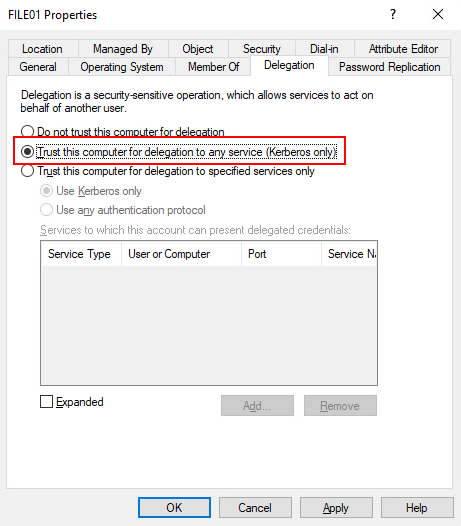 FILE01 Properties
Location Managed By Object Security Dial-in Attribute Editor
General Operating System Member Of Delegation Password Replication
Delegation is a security-sensitive operation, which allows services to act on
behalf of another user.
Do not trust this computer for delegation
Trust this computer for delegation to any service (Kerberos only)
Trust this computer for delegation to specified services only
Use Kerberos only
Use any authentication protocol
Services to which this account can present delegated credentials:
Service Type User or Computer Port Service Na
Expanded Add... Remove
OK Cancel Apply Help